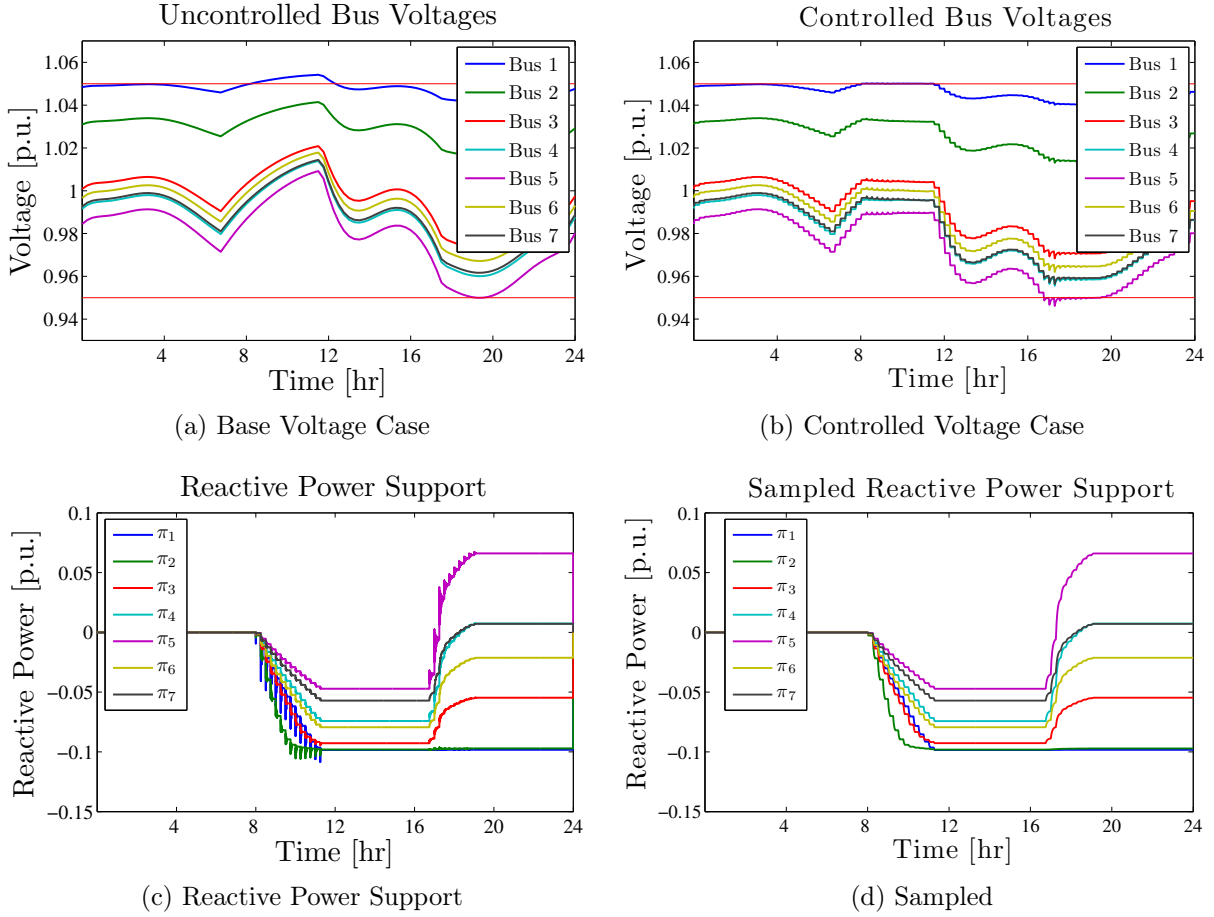 Uncontrolled Bus Voltages
Voltage [p.u.]
1.06
1.04
1.02
1
0.98
0.96
0.94
Bus 1
Bus 2
Bus 3
Bus 4
Bus 5
Bus 6
Bus 7
4 8 12 16 20 24
Time [hr]
(a) Base Voltage Case
Controlled Bus Voltages
Voltage [p.u.]
1.06
1.04
1.02
1
0.98
0.96
0.94
Bus 1
Bus 2
Bus 3
Bus 4
Bus 5
Bus 6
Bus 7
4 8 12 16 20 24
Time [hr]
(b) Controlled Voltage Case
Reactive Power Support
Reactive Power [p.u.]
0.1
0.05
0
−0.05
−0.1
−0.15
π1
π2
π3
π4
π5
π6
π7
4 8 12 16 20 24
Time [hr]
(c) Reactive Power Support
Sampled Reactive Power Support
Reactive Power [p.u.]
0.1
0.05
0
−0.05
−0.1
−0.15
π1
π2
π3
π4
π5
π6
π7
4 8 12 16 20 24
Time [hr]
(d) Sampled